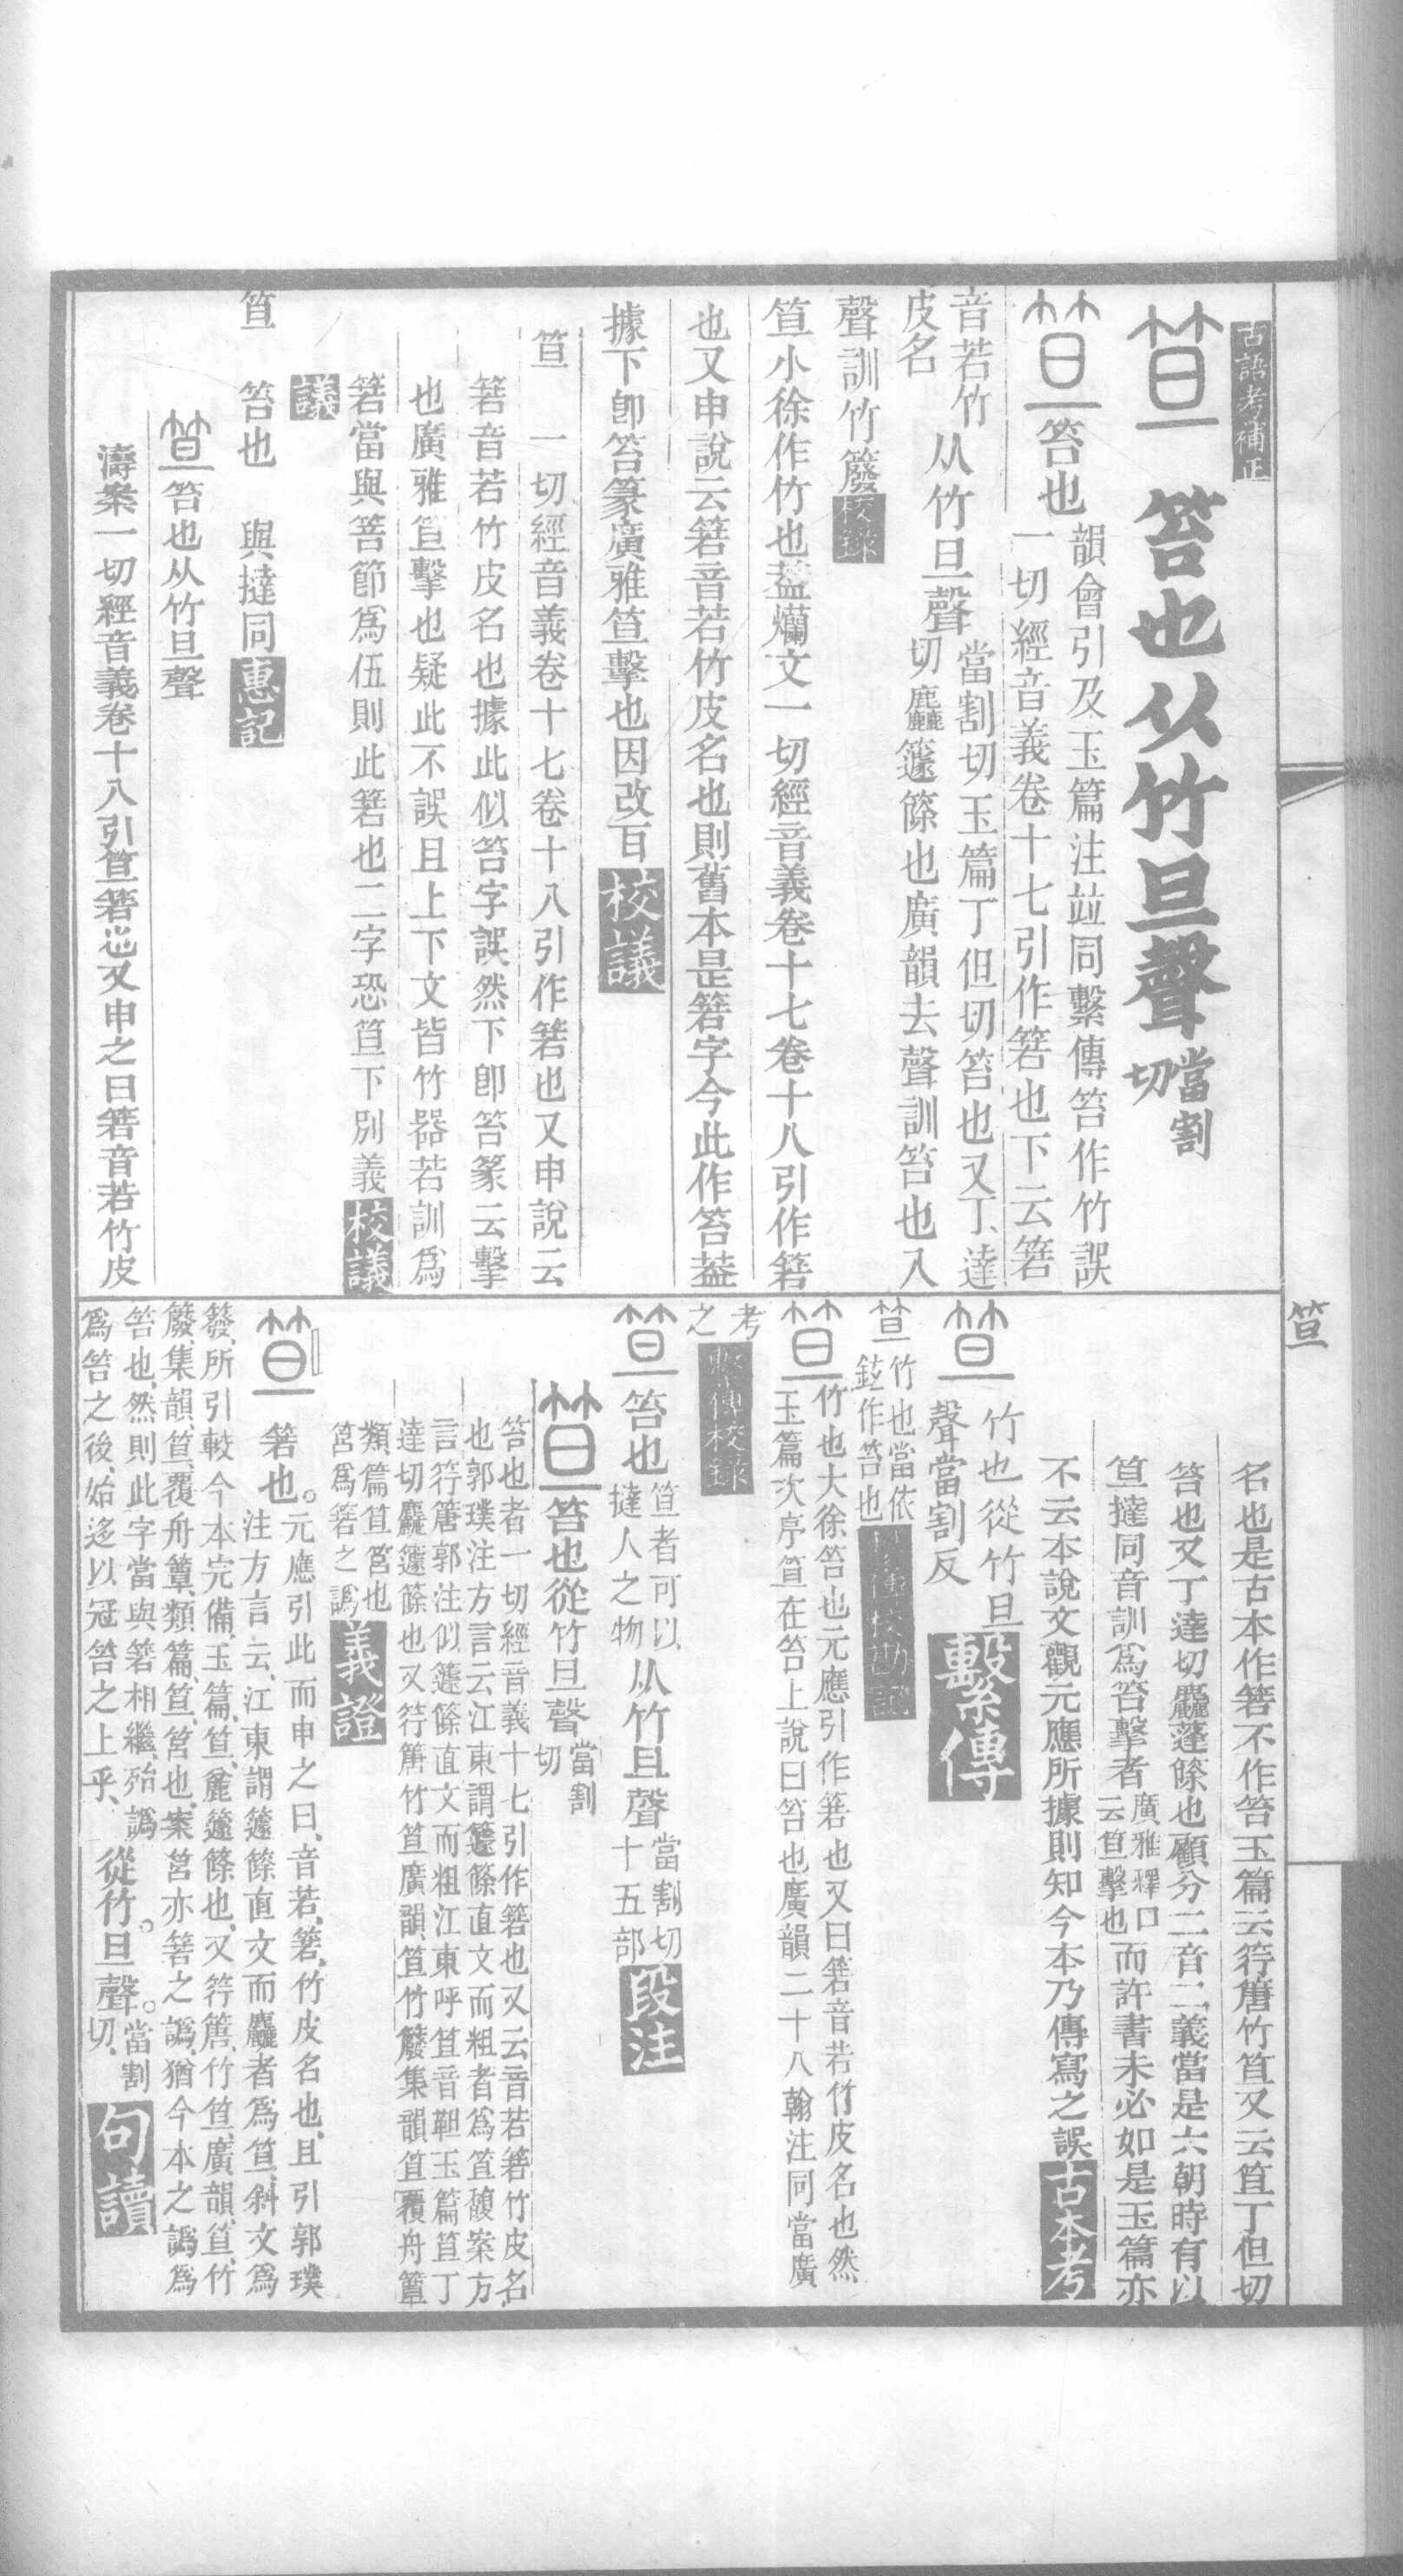 古語考補正
笪 笞也从竹旦聲 當割切
笪 笞也 韻會引及玉篇注竝同繫傳笞作竹誤
一切經音義卷十七引作箬也下云箬
音若竹皮名 从竹旦聲 當割切玉篇丁但切笞也又丁達
切麤籧篨也廣韻去聲訓笞也入
聲訓竹簚 校錄
笪小徐作竹也葢爛文一切經音義卷十七卷十八引作箬
也又申說云箬音若竹皮名也則舊本是箬字今此作笞葢
據下卽笞篆廣雅笪擊也因改百 校議
笪 一切經音義卷十七卷十八引作箬也又申說云
箬音若竹皮名也據此似笞字誤然下卽笞篆云擊
也廣雅笪擊也疑此不誤且上下文皆竹器若訓爲
箬當與箁節爲伍則此箬也二字恐笪下別義 校議
議
笪 笞也 與撻同 惠記
笪 笞也从竹旦聲
濤案一切經音義卷十八引笪箬也又申之曰箬音若竹皮
笪
名也是古本作箬不作笞玉篇云符䉎竹笪又云笪丁但切
笞也又丁達切麤籧篨也顧分二音二義當是六朝時有以
笪撻同音訓爲笞擊者 廣雅釋口云笪擊也 而許書未必如是玉篇亦
不云本說文觀元應所據則知今本乃傳寫之誤 古本考
笪 竹也從竹旦聲當割反 繫傳
笪 竹也當依鉉作笞也
笪 竹也大徐笞也元應引作箬也又曰箬音若竹皮名也然
玉篇次序笪在笞上說曰笞也廣韻二十八翰注同當廣
考之 繫傳校錄
笪 笞也 笪者可以撻人之物 从竹旦聲 當割切十五部 段注
笪 笞也從竹旦聲 當割切
笞也者一切經音義十七引作箬也又云音若箬竹皮名
也郭璞注方言云江東謂籧篨直文而粗者爲笪馥案方
言符䉎郭注似籧篨直文而粗江東呼笪音靼玉篇笪丁
達切麤籧篨也又符䉎竹笪廣韻笪竹簚集韻笪覆舟簟
類篇笪筥也筥爲箬之譌 義證
笪 箬也。元應引此而申之曰、音若、箬、竹皮名也、且引郭璞
注方言云、江東謂籧篨直文而麤者爲笪、斜文爲
簚、所引較今本完備、玉篇、笪、麤籧篨也、又符䉎、竹笪、廣韻、笪、竹
簚、集韻、笪、覆舟簟、類篇、笪、筥也、案筥亦箬之譌、猶今本之譌爲
笞也、然則此字當與箬相繼、殆譌
爲笞之後、始迻以冠笞之上乎、 從竹。旦聲。當割切、 句讀